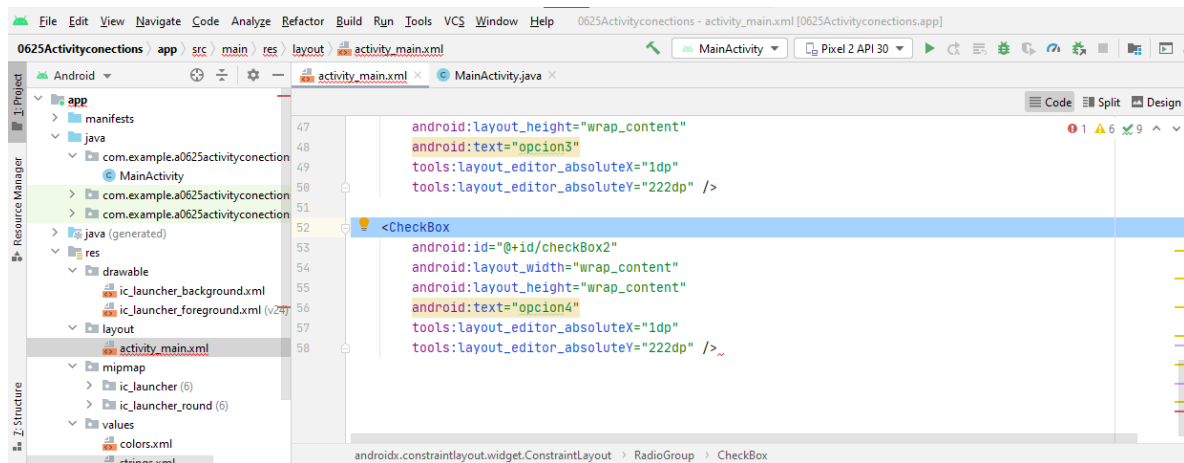 File Edit View Navigate Code Analyze Refactor Build Run Tools VCS Window Help 0625Activityconections - activity_main.xml [0625Activityconections.app]
0625Activityconections app src main res layout activity_main.xml MainActivity Pixel 2 API 30
1: Project
Resource Manager
7: Structure
Android
app
manifests
java
com.example.a0625activityconection
MainActivity
com.example.a0625activityconection
com.example.a0625activityconection
java (generated)
res
drawable
ic_launcher_background.xml
ic_launcher_foreground.xml (v24)
layout
activity_main.xml
mipmap
ic_launcher (6)
ic_launcher_round (6)
values
colors.xml
strings.xml
activity_main.xml MainActivity.java
Code Split Design
1 6 9
47 android:layout_height="wrap_content"
48 android:text="opcion3"
49 tools:layout_editor_absoluteX="1dp"
50 tools:layout_editor_absoluteY="222dp" />
51
52 <CheckBox
53 android:id="@+id/checkBox2"
54 android:layout_width="wrap_content"
55 android:layout_height="wrap_content"
56 android:text="opcion4"
57 tools:layout_editor_absoluteX="1dp"
58 tools:layout_editor_absoluteY="222dp" />
androidx.constraintlayout.widget.ConstraintLayout RadioGroup CheckBox